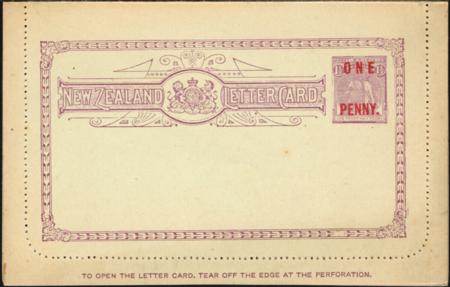 NEW ZEALAND LETTER CARD
ONE
PENNY.
TO OPEN THE LETTER CARD, TEAR OFF THE EDGE AT THE PERFORATION.